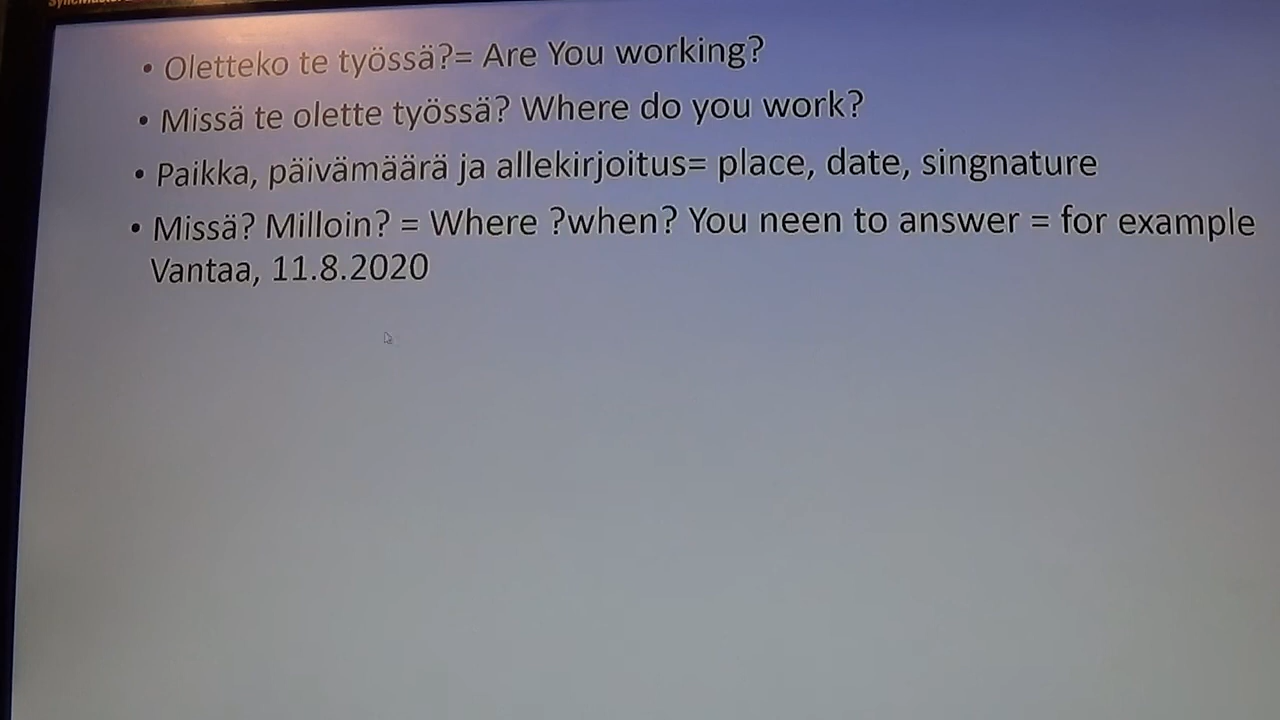 • Oletteko te työssä?= Are You working?
• Missä te olette työssä? Where do you work?
• Paikka, päivämäärä ja allekirjoitus= place, date, singnature
• Missä? Milloin? = Where ?when? You neen to answer = for example
Vantaa, 11.8.2020